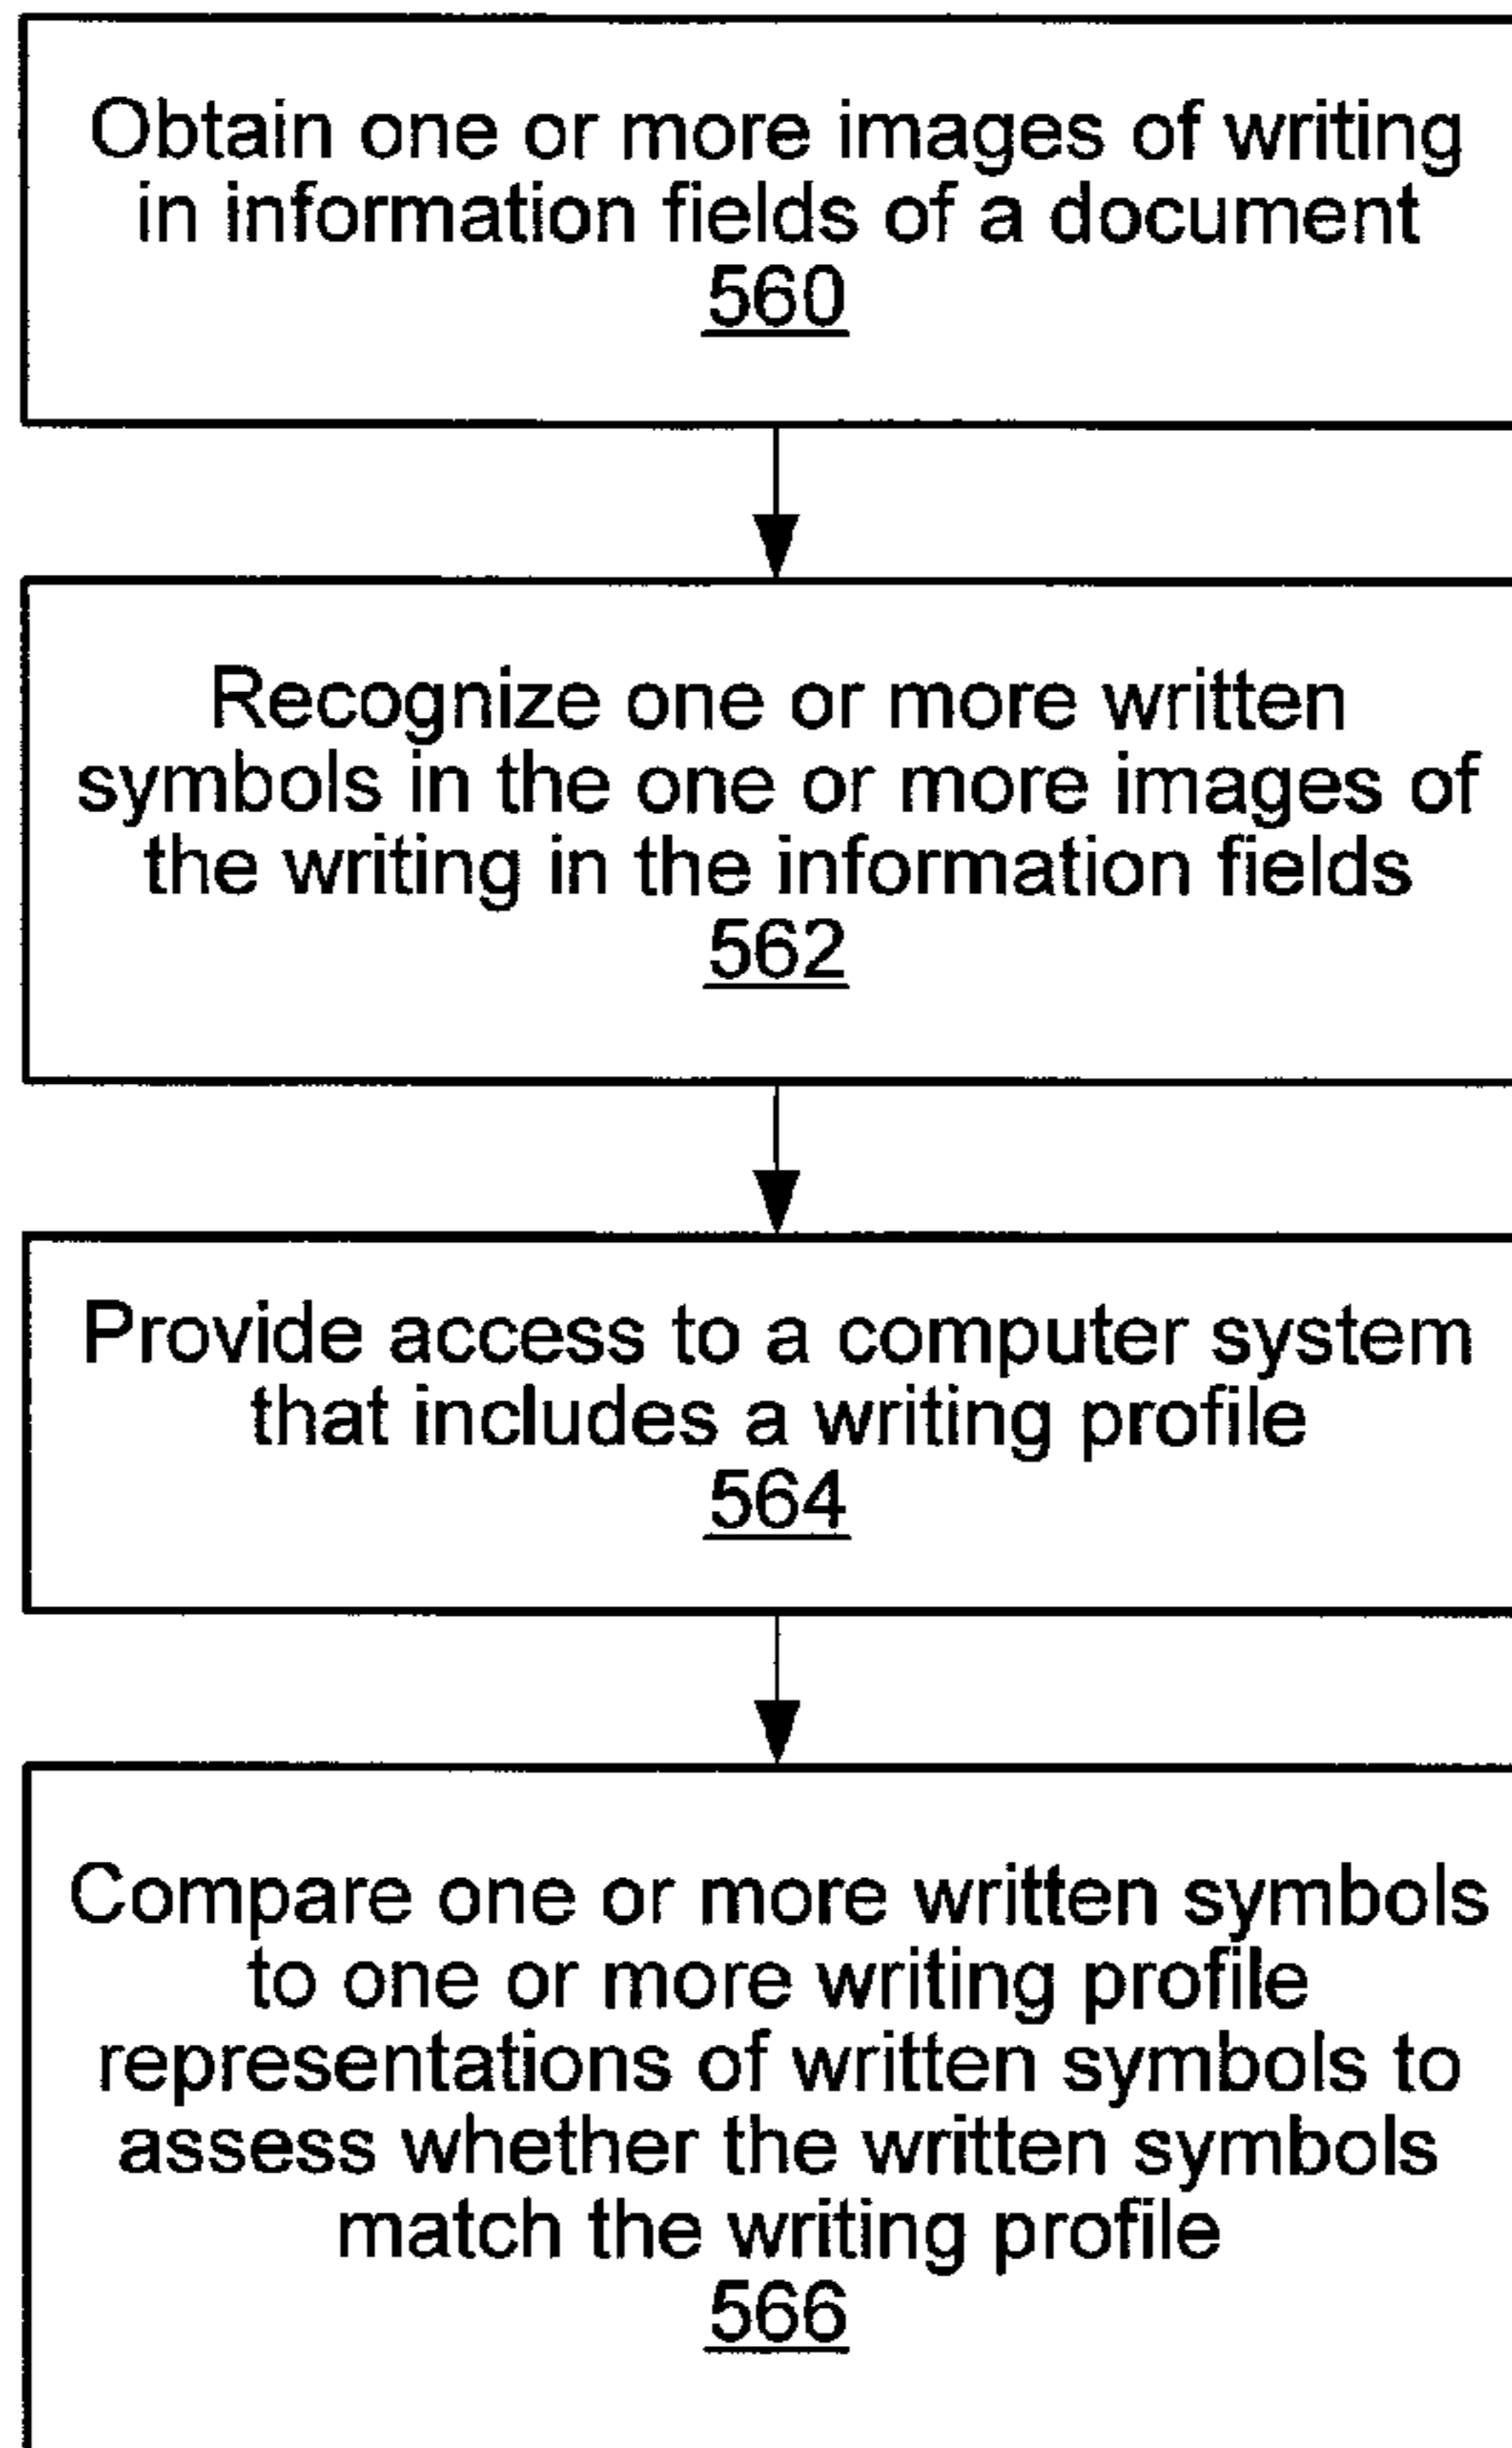 Obtain one or more images of writing
in information fields of a document
560
Recognize one or more written
symbols in the one or more images of
the writing in the information fields
562
Provide access to a computer system
that includes a writing profile
564
Compare one or more written symbols
to one or more writing profile
representations of written symbols to
assess whether the written symbols
match the writing profile
566